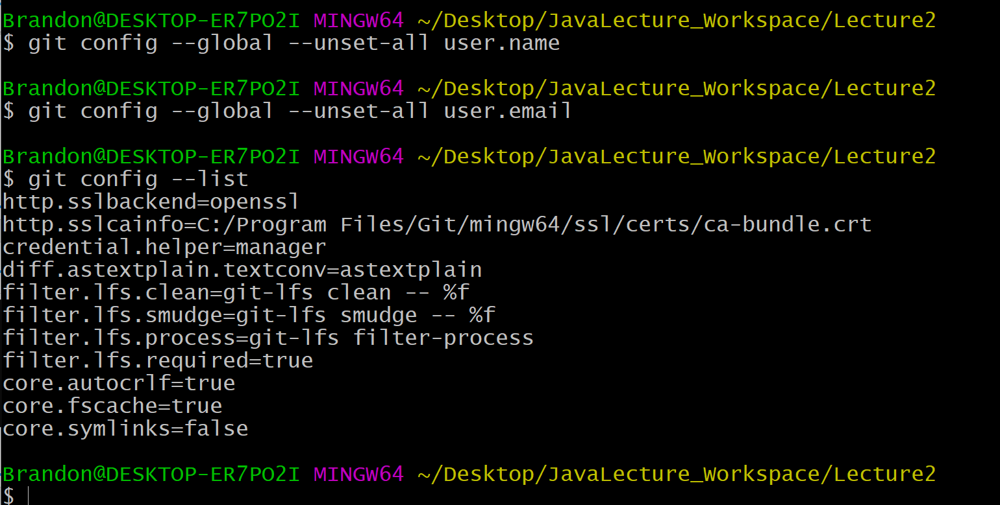 Brandon@DESKTOP-ER7PO2I MINGW64 ~/Desktop/JavaLecture_Workspace/Lecture2
$ git config --global --unset-all user.name
Brandon@DESKTOP-ER7PO2I MINGW64 ~/Desktop/JavaLecture_Workspace/Lecture2
$ git config --global --unset-all user.email
Brandon@DESKTOP-ER7PO2I MINGW64 ~/Desktop/JavaLecture_Workspace/Lecture2
$ git config --list
http.sslbackend=openssl
http.sslcainfo=C:/Program Files/Git/mingw64/ssl/certs/ca-bundle.crt
credential.helper=manager
diff.astextplain.textconv=astextplain
filter.lfs.clean=git-lfs clean -- %f
filter.lfs.smudge=git-lfs smudge -- %f
filter.lfs.process=git-lfs filter-process
filter.lfs.required=true
core.autocrlf=true
core.fscache=true
core.symlinks=false
Brandon@DESKTOP-ER7PO2I MINGW64 ~/Desktop/JavaLecture_Workspace/Lecture2
$